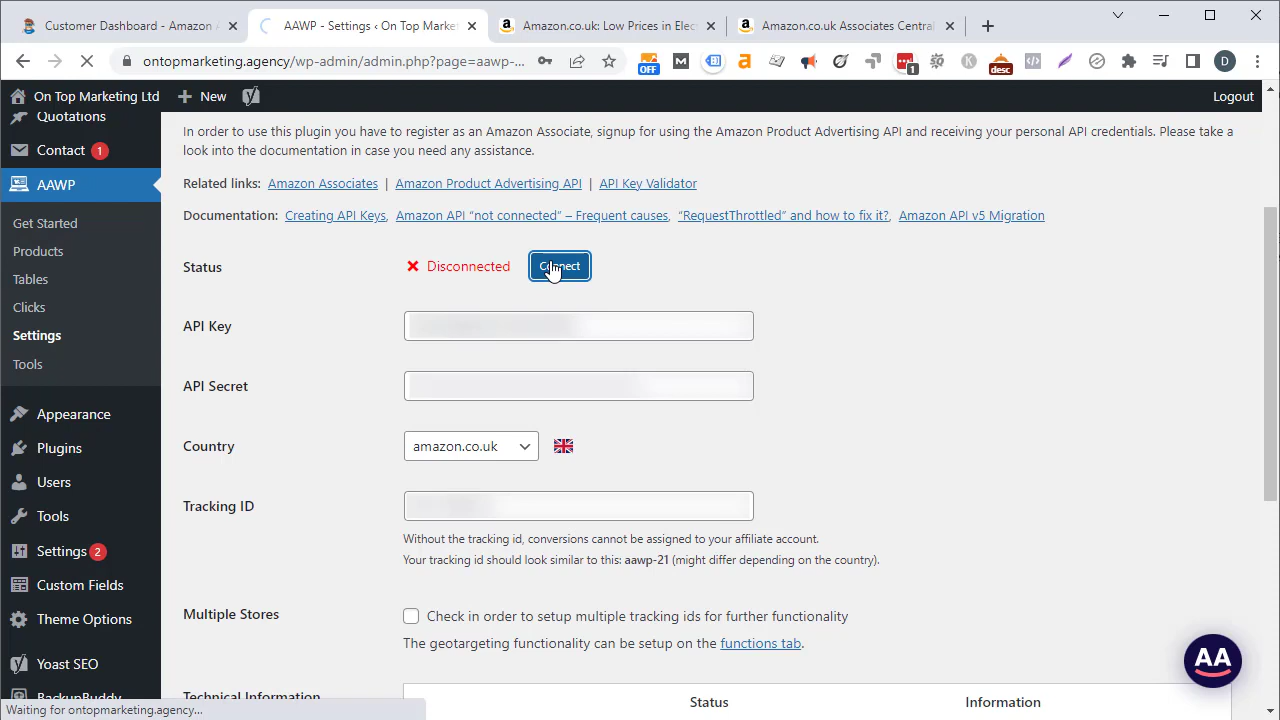 Customer Dashboard - Amazon A
AAWP - Settings ‹ On Top Market
Amazon.co.uk: Low Prices in Elec
Amazon.co.uk Associates Central
ontopmarketing.agency/wp-admin/admin.php?page=aawp-...
OFF
1
desc
D
On Top Marketing Ltd
New
Logout
Quotations
Contact 1
AAWP
Get Started
Products
Tables
Clicks
Settings
Tools
Appearance
Plugins
Users
Tools
Settings 2
Custom Fields
Theme Options
Yoast SEO
BackupBuddy
In order to use this plugin you have to register as an Amazon Associate, signup for using the Amazon Product Advertising API and receiving your personal API credentials. Please take a
look into the documentation in case you need any assistance.
Related links: Amazon Associates | Amazon Product Advertising API | API Key Validator
Documentation: Creating API Keys, Amazon API “not connected” – Frequent causes, “RequestThrottled” and how to fix it?, Amazon API v5 Migration
Status Disconnected Connect
API Key
API Secret
Country amazon.co.uk
Tracking ID
Without the tracking id, conversions cannot be assigned to your affiliate account.
Your tracking id should look similar to this: aawp-21 (might differ depending on the country).
Multiple Stores Check in order to setup multiple tracking ids for further functionality
The geotargeting functionality can be setup on the functions tab.
Technical Information Status Information
AA
Waiting for ontopmarketing.agency...